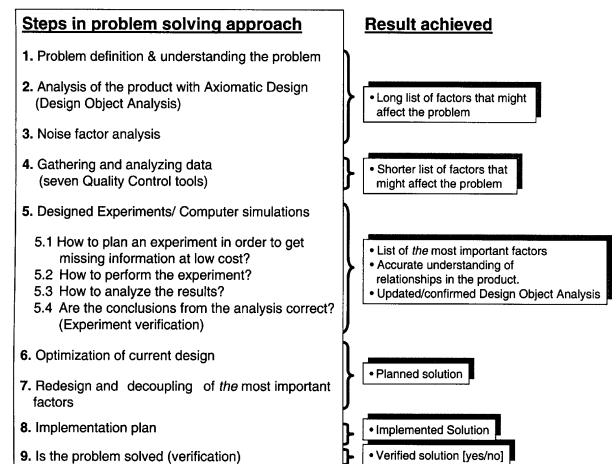 Steps in problem solving approach
Result achieved
1. Problem definition & understanding the problem
2. Analysis of the product with Axiomatic Design
(Design Object Analysis)
3. Noise factor analysis
• Long list of factors that might
affect the problem
4. Gathering and analyzing data
(seven Quality Control tools)
• Shorter list of factors that
might affect the problem
5. Designed Experiments/ Computer simulations
5.1 How to plan an experiment in order to get
missing information at low cost?
5.2 How to perform the experiment?
5.3 How to analyze the results?
5.4 Are the conclusions from the analysis correct?
(Experiment verification)
• List of the most important factors
• Accurate understanding of
relationships in the product.
• Updated/confirmed Design Object Analysis
6. Optimization of current design
7. Redesign and decoupling of the most important
factors
• Planned solution
8. Implementation plan
• Implemented Solution
9. Is the problem solved (verification)
• Verified solution [yes/no]